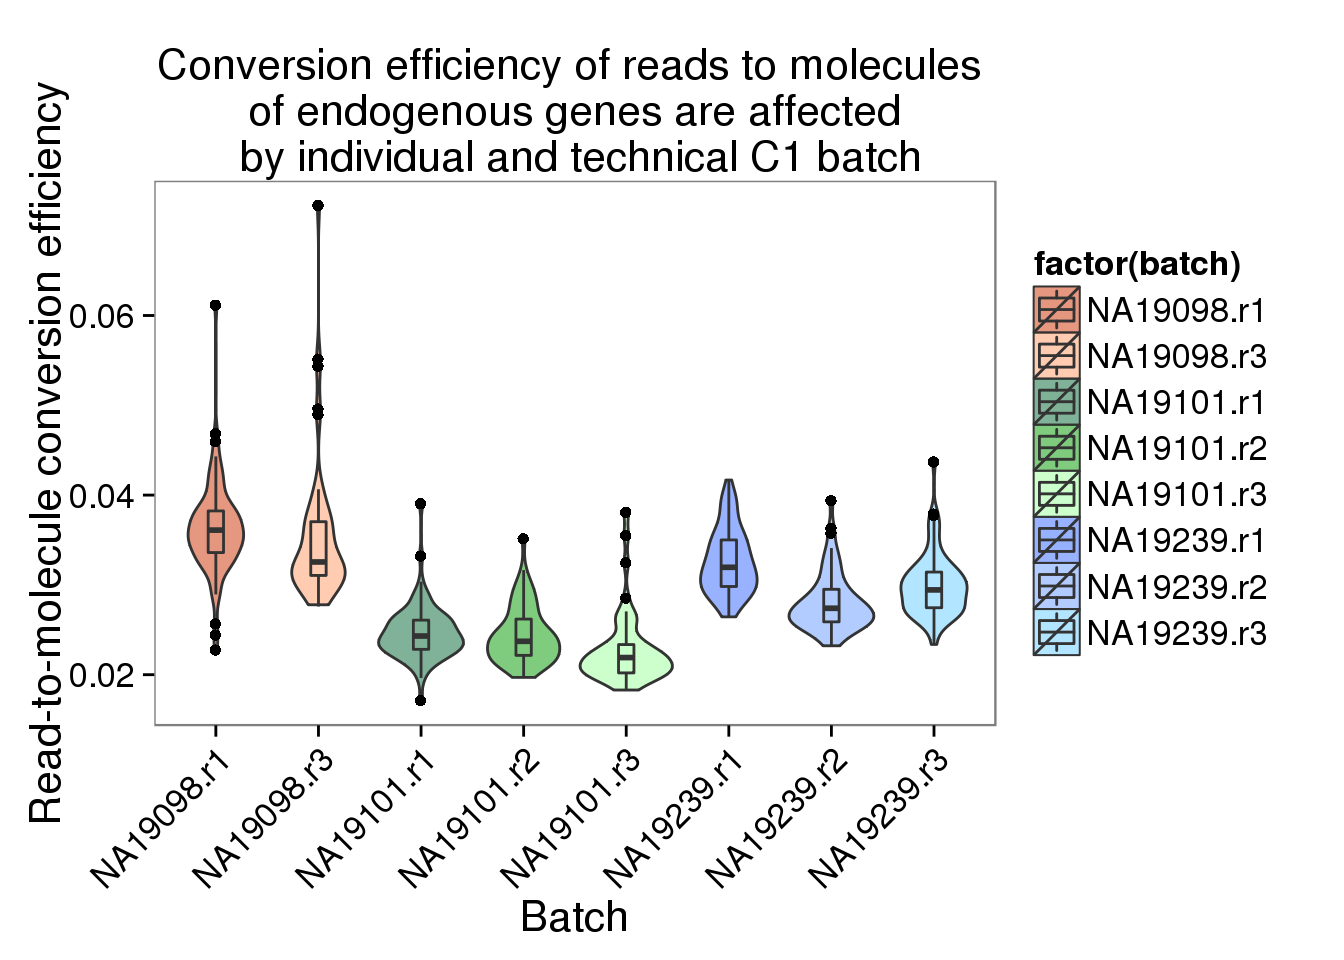 Conversion efficiency of reads to molecules
of endogenous genes are affected
by individual and technical C1 batch
Read-to-molecule conversion efficiency
0.06
0.04
0.02
NA19098.r1
NA19098.r3
NA19101.r1
NA19101.r2
NA19101.r3
NA19239.r1
NA19239.r2
NA19239.r3
Batch
factor(batch)
NA19098.r1
NA19098.r3
NA19101.r1
NA19101.r2
NA19101.r3
NA19239.r1
NA19239.r2
NA19239.r3